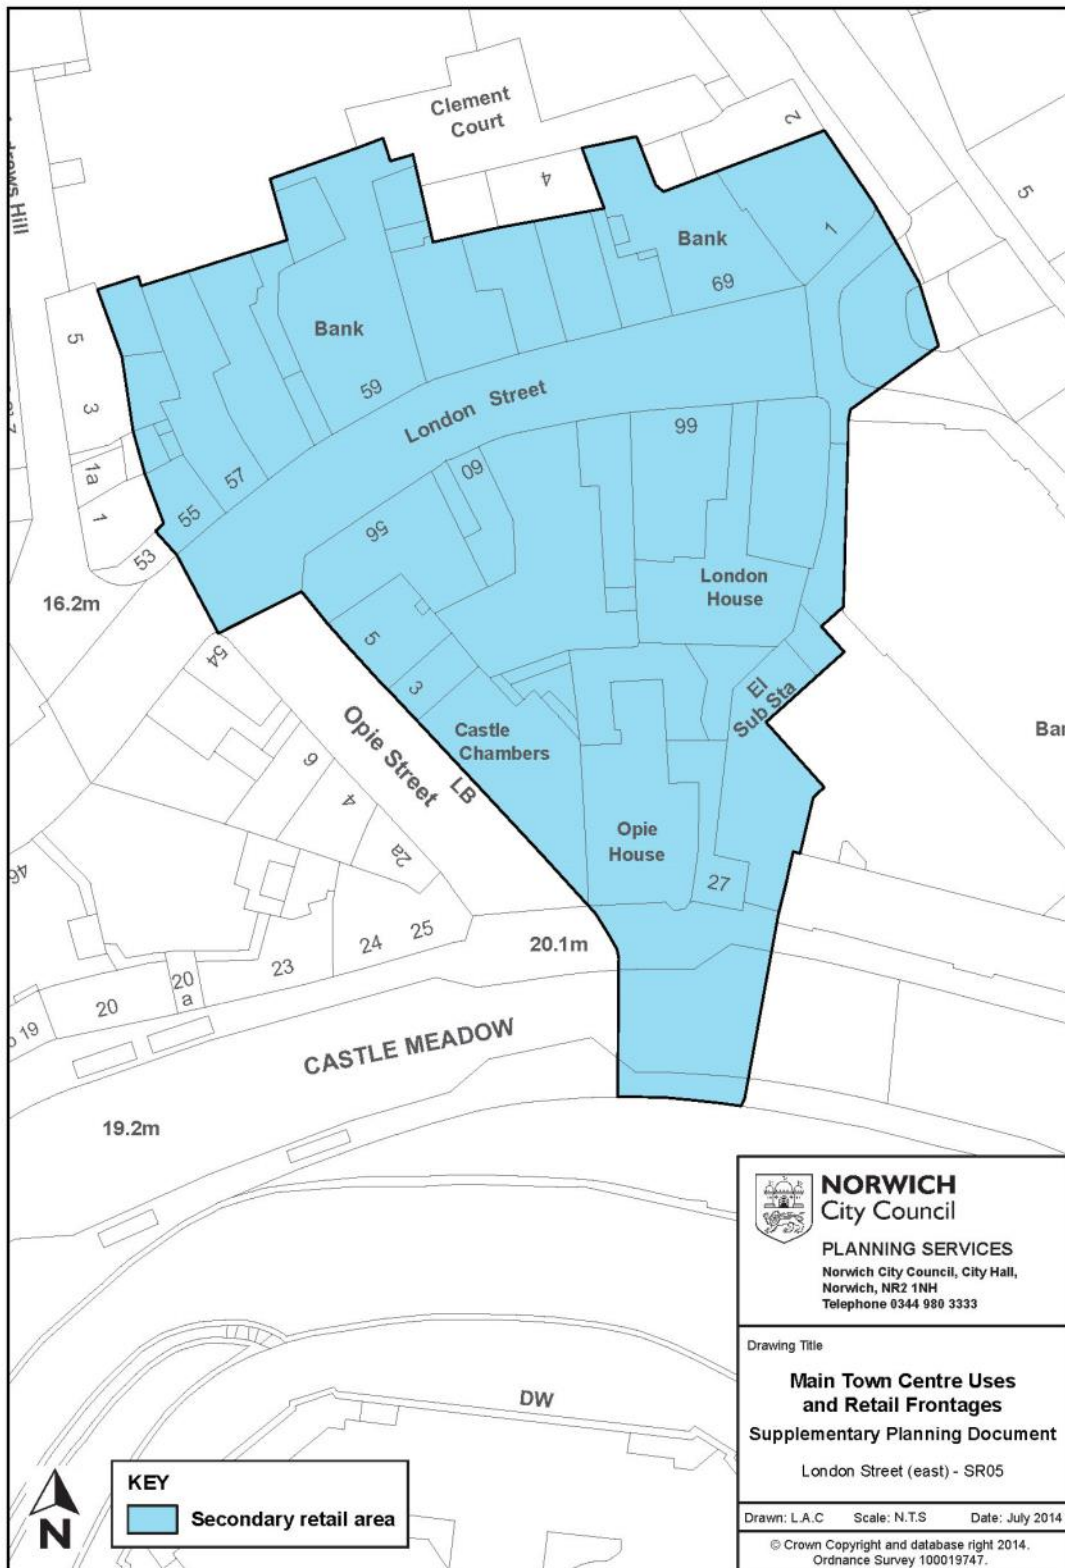 Clement
Court
2
5
4
1
Bank
69
Bank
59
London Street
5
3
1a
1
53
55
57
16.2m
56
60
66
London
House
El
Sub Sta
5
3
Castle
Chambers
Opie Street
LB
54
6
4
2a
Opie
House
27
46
24
25
23
20
a
20
19
20.1m
CASTLE MEADOW
19.2m
DW
N
KEY
Secondary retail area
NORWICH
City Council
PLANNING SERVICES
Norwich City Council, City Hall,
Norwich, NR2 1NH
Telephone 0344 980 3333
Drawing Title
Main Town Centre Uses
and Retail Frontages
Supplementary Planning Document
London Street (east) - SR05
Drawn: L.A.C Scale: N.T.S Date: July 2014
© Crown Copyright and database right 2014.
Ordnance Survey 100019747.